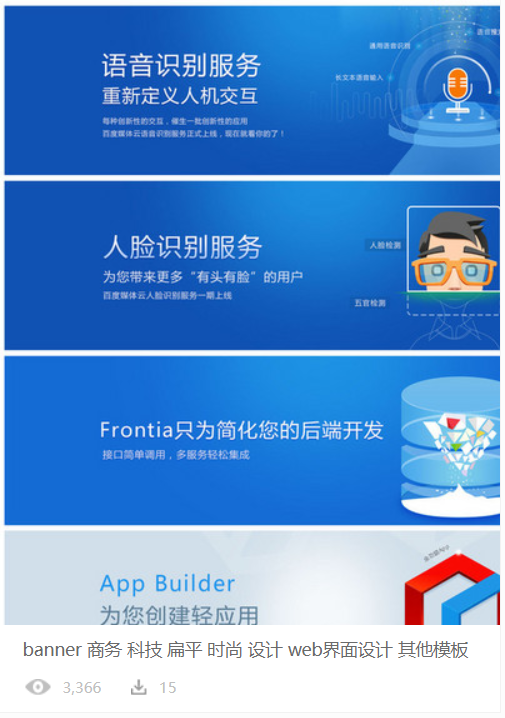 语音识别服务
重新定义人机交互
每种创新性的交互，催生一批创新性的应用
百度媒体云语音识别服务正式上线，现在就看你的了！
通用语音识别
长文本语音输入
人脸识别服务
为您带来更多“有头有脸”的用户
百度媒体云人脸识别服务一期上线
人脸检测
五官检测
Frontia只为简化您的后端开发
接口简单调用，多服务轻松集成
App Builder
为您创建轻应用
banner 商务 科技 扁平 时尚 设计 web界面设计 其他模板
3,366
15